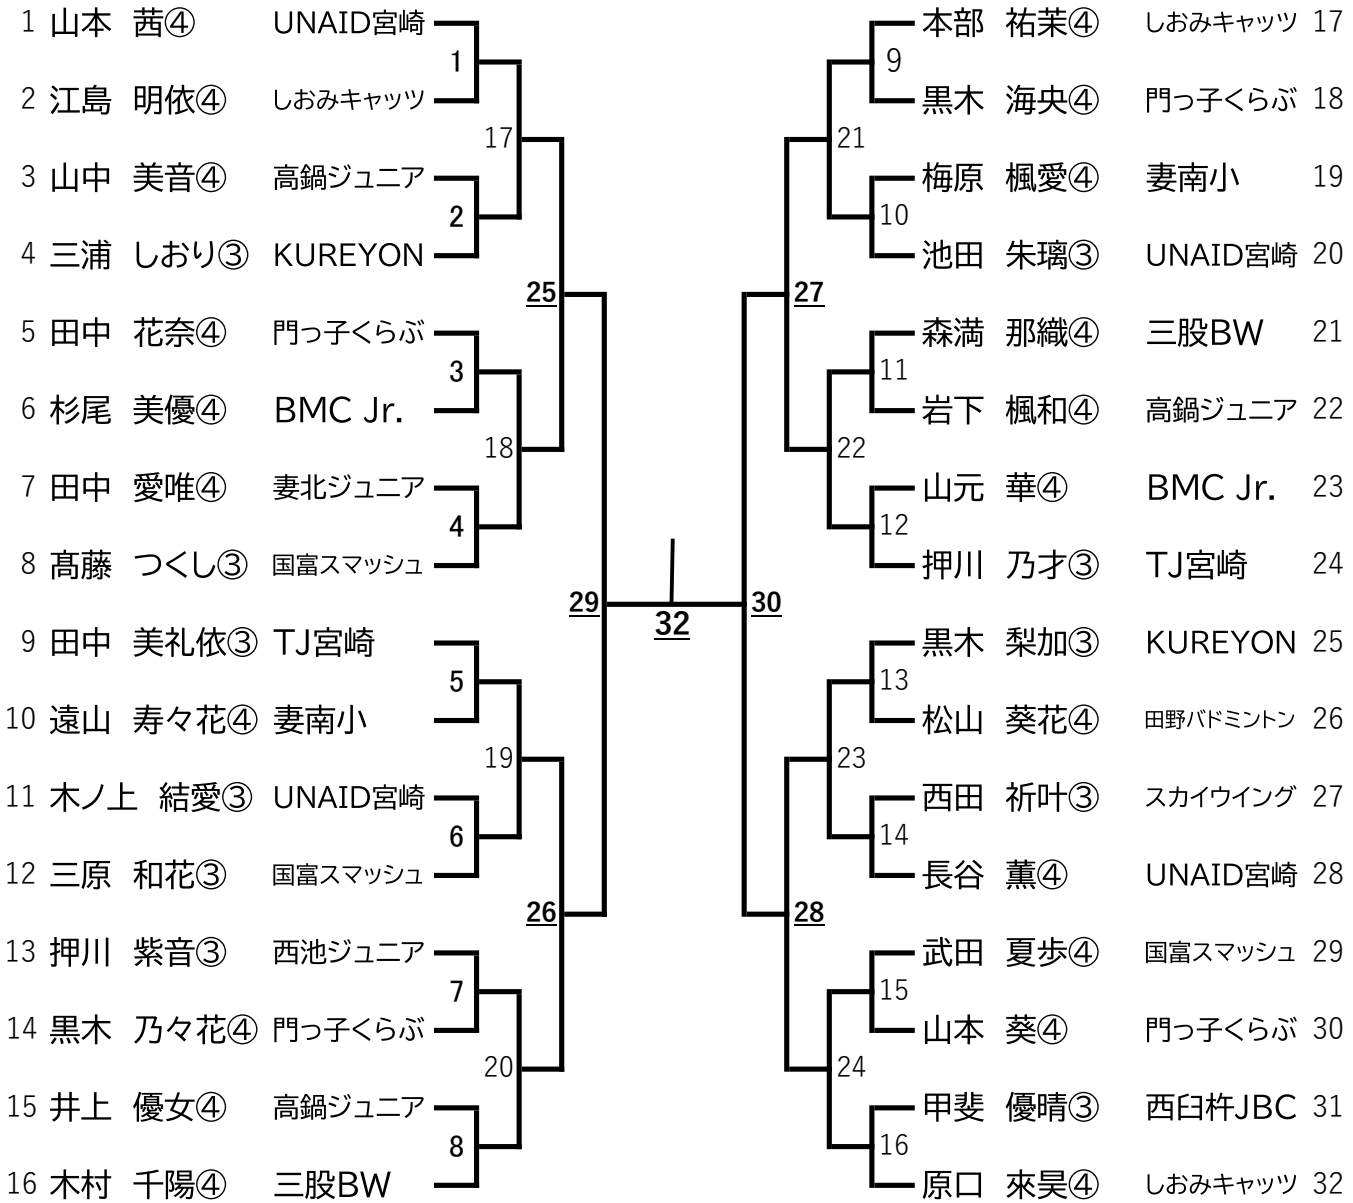 1 山本 茜④ UNAID宮崎
2 江島 明依④ しおみキャッツ
3 山中 美音④ 高鍋ジュニア
4 三浦 しおり③ KUREYON
5 田中 花奈④ 門っ子くらぶ
6 杉尾 美優④ BMC Jr.
7 田中 愛唯④ 妻北ジュニア
8 髙藤 つくし③ 国富スマッシュ
9 田中 美礼依③ TJ宮崎
10 遠山 寿々花④ 妻南小
11 木ノ上 結愛③ UNAID宮崎
12 三原 和花③ 国富スマッシュ
13 押川 紫音③ 西池ジュニア
14 黒木 乃々花④ 門っ子くらぶ
15 井上 優女④ 高鍋ジュニア
16 木村 千陽④ 三股BW
1
2
3
4
5
6
7
8
17
18
19
20
25
26
29
32
30
27
28
21
22
23
24
9
10
11
12
13
14
15
16
本部 祐茉④ しおみキャッツ 17
黒木 海央④ 門っ子くらぶ 18
梅原 楓愛④ 妻南小 19
池田 朱璃③ UNAID宮崎 20
森満 那織④ 三股BW 21
岩下 楓和④ 高鍋ジュニア 22
山元 華④ BMC Jr. 23
押川 乃才③ TJ宮崎 24
黒木 梨加③ KUREYON 25
松山 葵花④ 田野バドミントン 26
西田 祈叶③ スカイウイング 27
長谷 薫④ UNAID宮崎 28
武田 夏歩④ 国富スマッシュ 29
山本 葵④ 門っ子くらぶ 30
甲斐 優晴③ 西臼杵JBC 31
原口 來昊④ しおみキャッツ 32